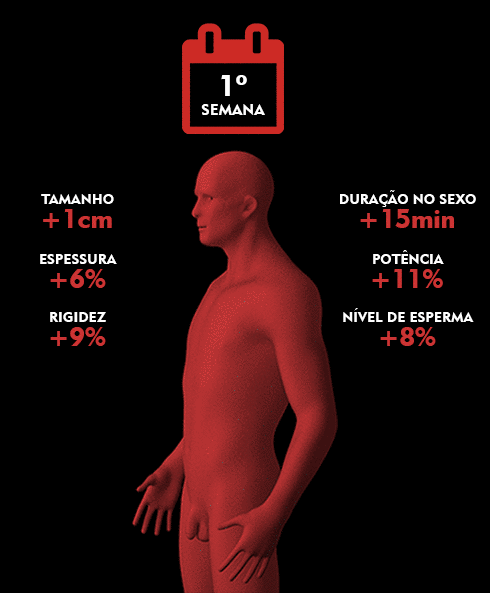 1º
SEMANA
TAMANHO
+1cm
ESPESSURA
+6%
RIGIDEZ
+9%
DURAÇÃO NO SEXO
+15min
POTÊNCIA
+11%
NÍVEL DE ESPERMA
+8%